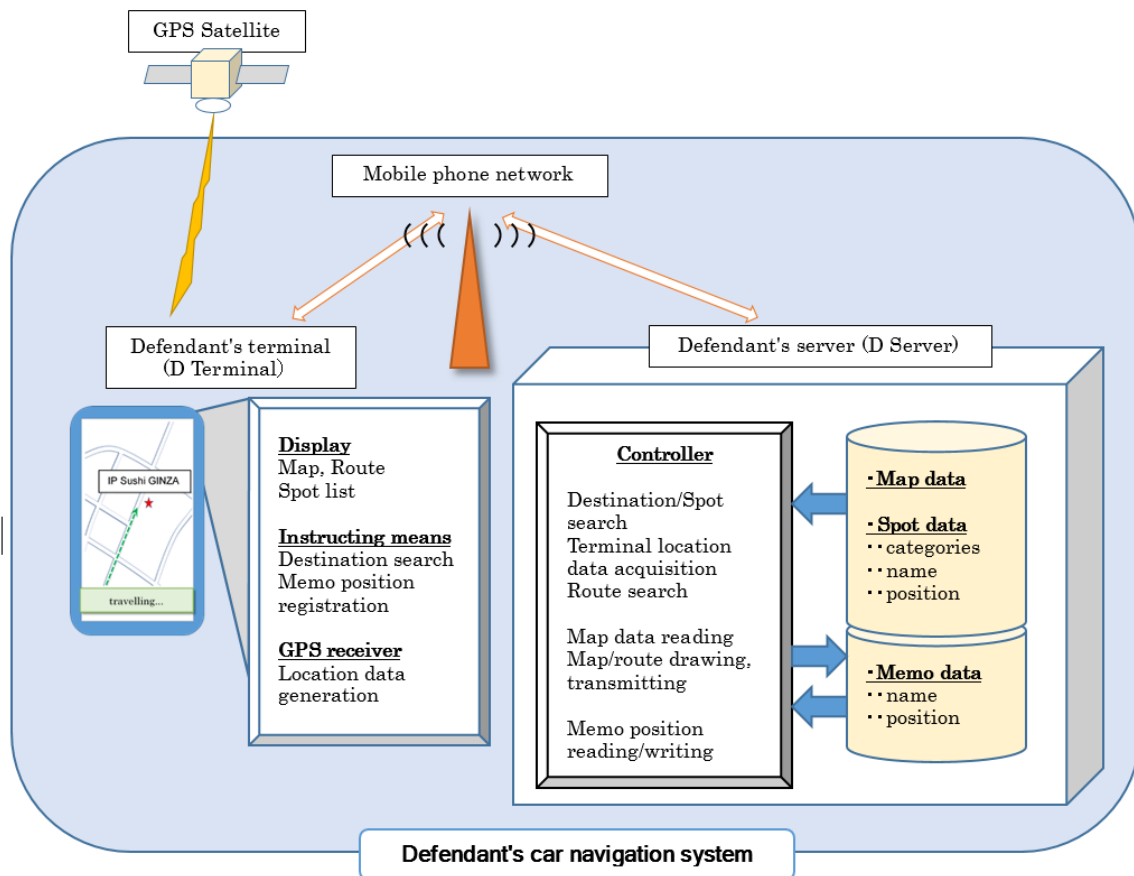 GPS Satellite
Mobile phone network
Defendant's terminal
(D Terminal)
Defendant's server (D Server)
IP Sushi GINZA
travelling...
Display
Map, Route
Spot list
Instructing means
Destination search
Memo position
registration
GPS receiver
Location data
generation
Controller
Destination/Spot
search
Terminal location
data acquisition
Route search
Map data reading
Map/route drawing,
transmitting
Memo position
reading/writing
・Map data
・Spot data
・・categories
・・name
・・position
・Memo data
・・name
・・position
Defendant's car navigation system